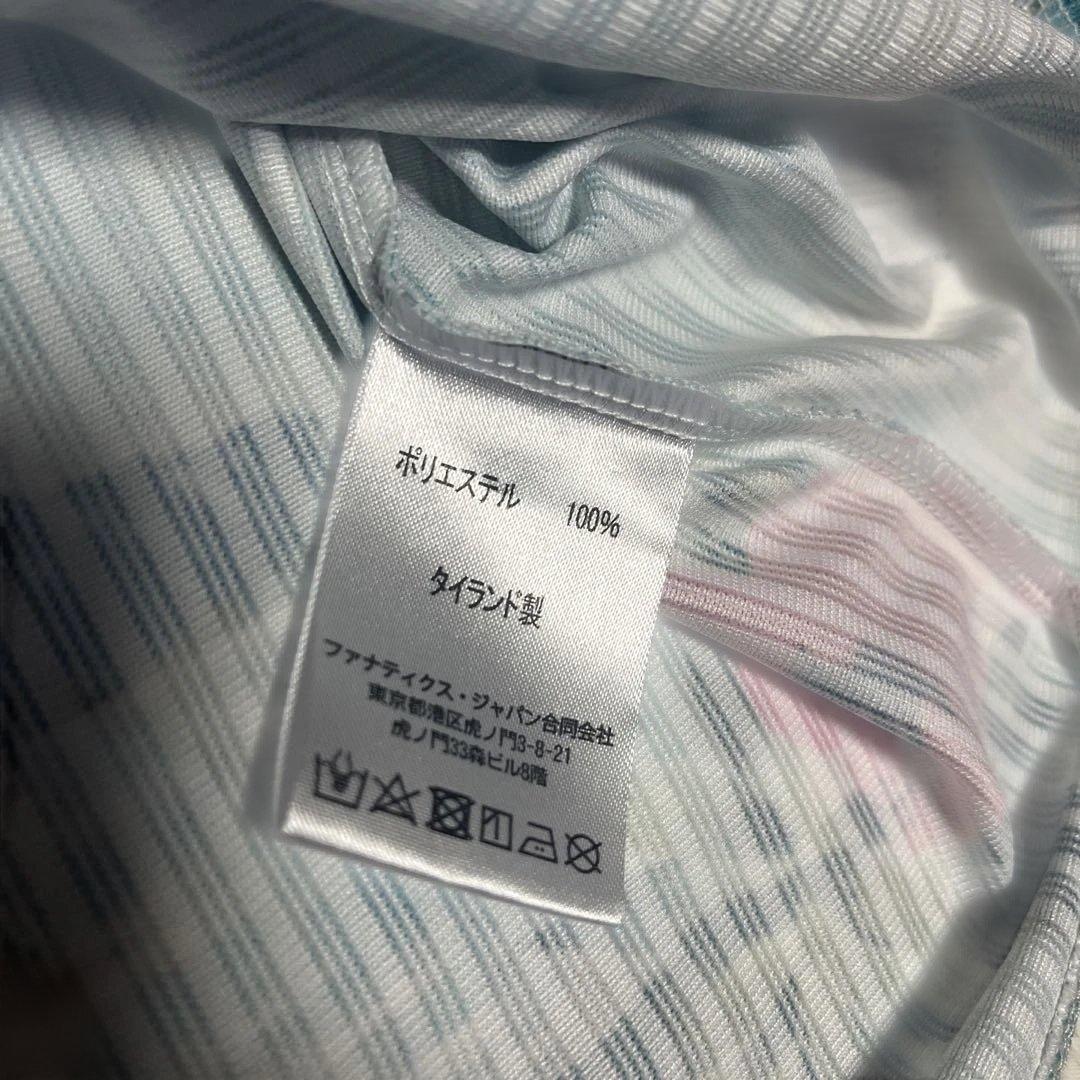 ポリエステル 100%
タイランド製
ファナティクス・ジャパン合同会社
東京都港区虎ノ門3-8-21
虎ノ門33森ビル8階